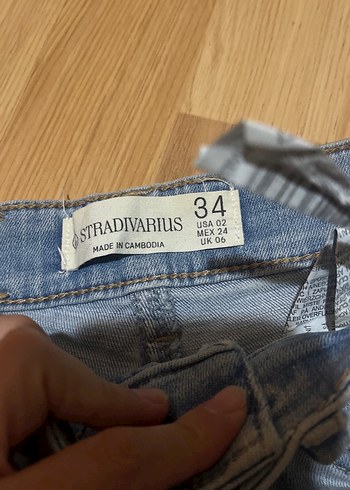 STRADIVARIUS
MADE IN CAMBODIA
34
USA 02
MEX 24
UK 06